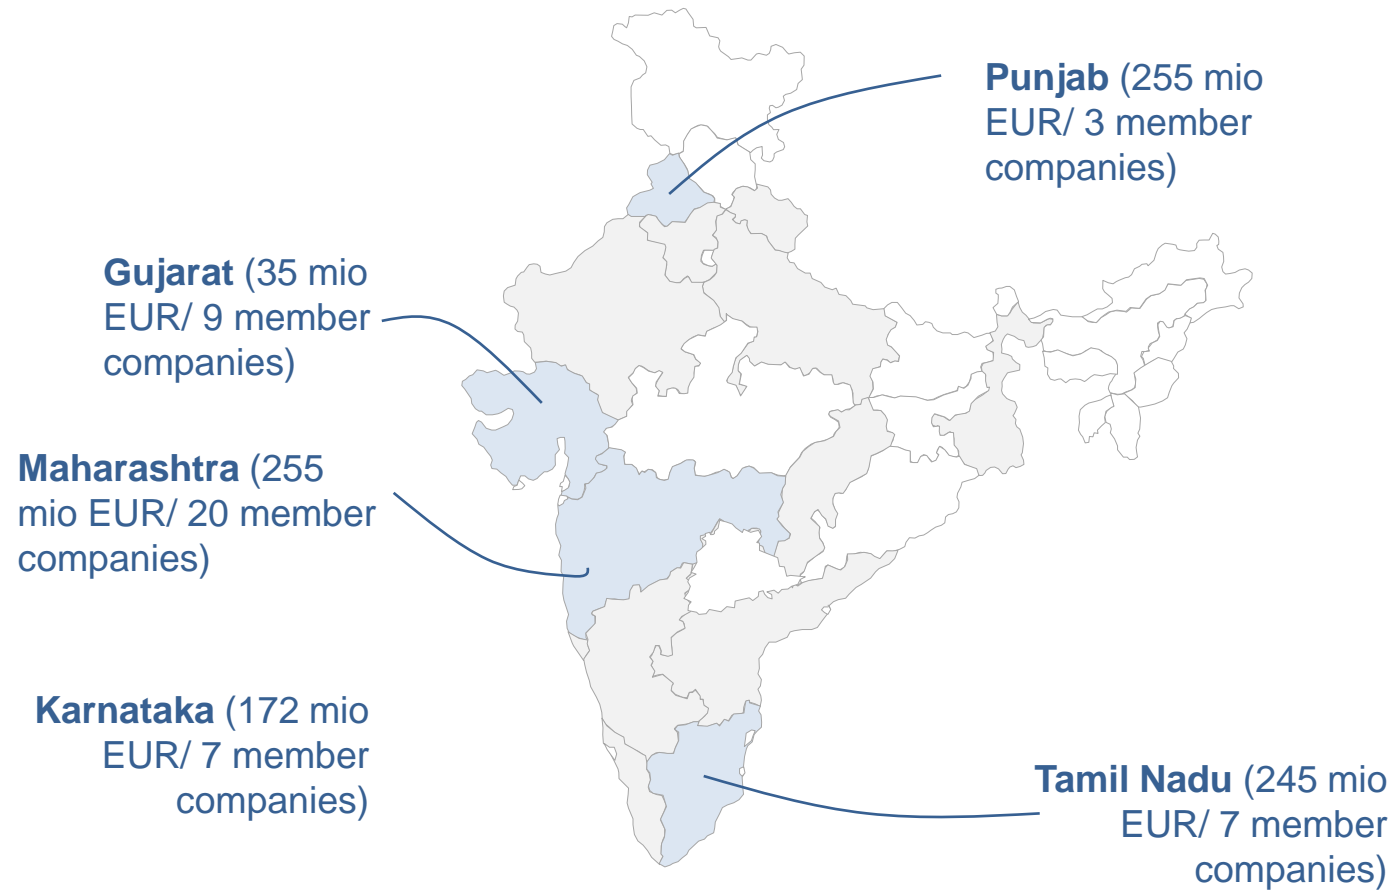 Punjab (255 mio
EUR/ 3 member
companies)
Gujarat (35 mio
EUR/ 9 member
companies)
Maharashtra (255
mio EUR/ 20 member
companies)
Karnataka (172 mio
EUR/ 7 member
companies)
Tamil Nadu (245 mio
EUR/ 7 member
companies)